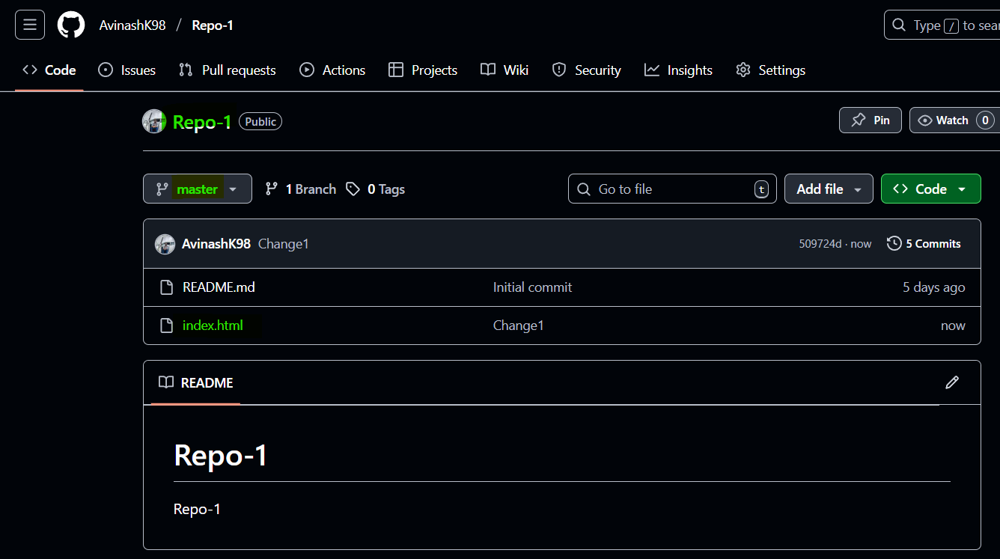 AvinashK98 / Repo-1 Type / to sear
Code Issues Pull requests Actions Projects Wiki Security Insights Settings
Repo-1 Public Pin Watch 0
master 1 Branch 0 Tags Go to file t Add file Code
AvinashK98 Change1 509724d · now 5 Commits
README.md Initial commit 5 days ago
index.html Change1 now
README
Repo-1
Repo-1